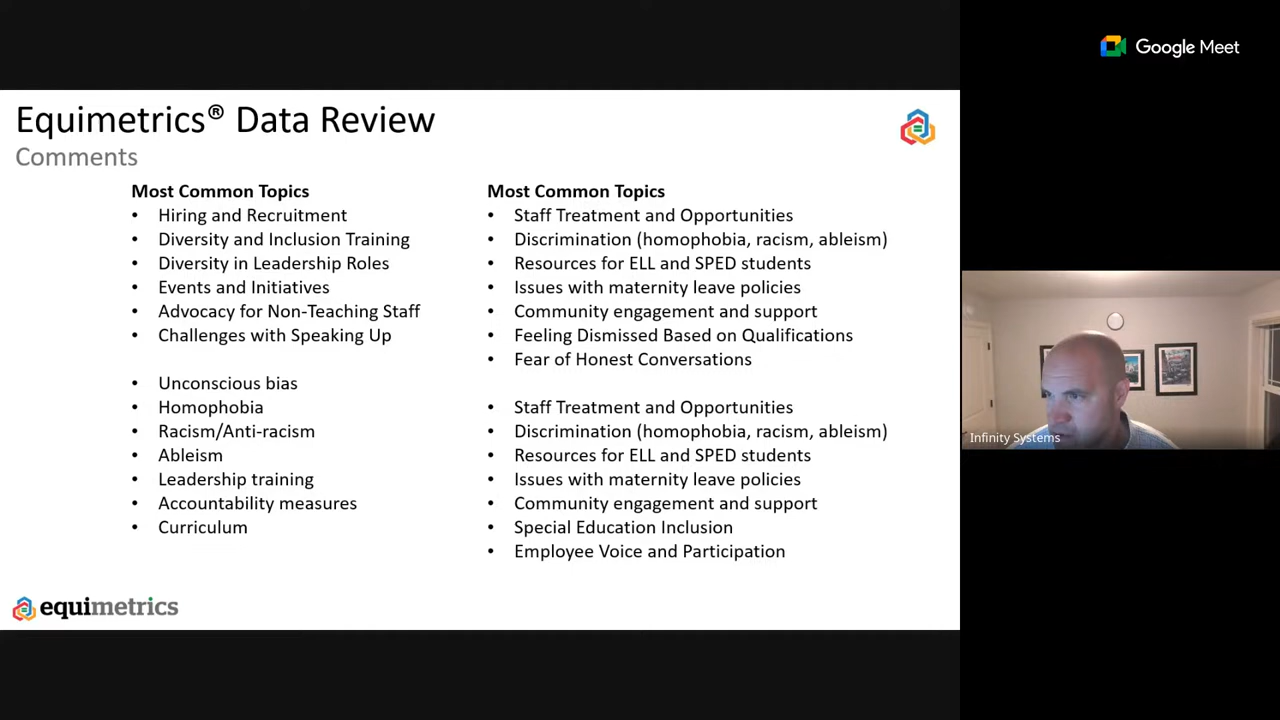 Google Meet
Equimetrics® Data Review
Comments
Most Common Topics
• Hiring and Recruitment
• Diversity and Inclusion Training
• Diversity in Leadership Roles
• Events and Initiatives
• Advocacy for Non-Teaching Staff
• Challenges with Speaking Up
• Unconscious bias
• Homophobia
• Racism/Anti-racism
• Ableism
• Leadership training
• Accountability measures
• Curriculum
Most Common Topics
• Staff Treatment and Opportunities
• Discrimination (homophobia, racism, ableism)
• Resources for ELL and SPED students
• Issues with maternity leave policies
• Community engagement and support
• Feeling Dismissed Based on Qualifications
• Fear of Honest Conversations
• Staff Treatment and Opportunities
• Discrimination (homophobia, racism, ableism)
• Resources for ELL and SPED students
• Issues with maternity leave policies
• Community engagement and support
• Special Education Inclusion
• Employee Voice and Participation
equimetrics
Infinity Systems